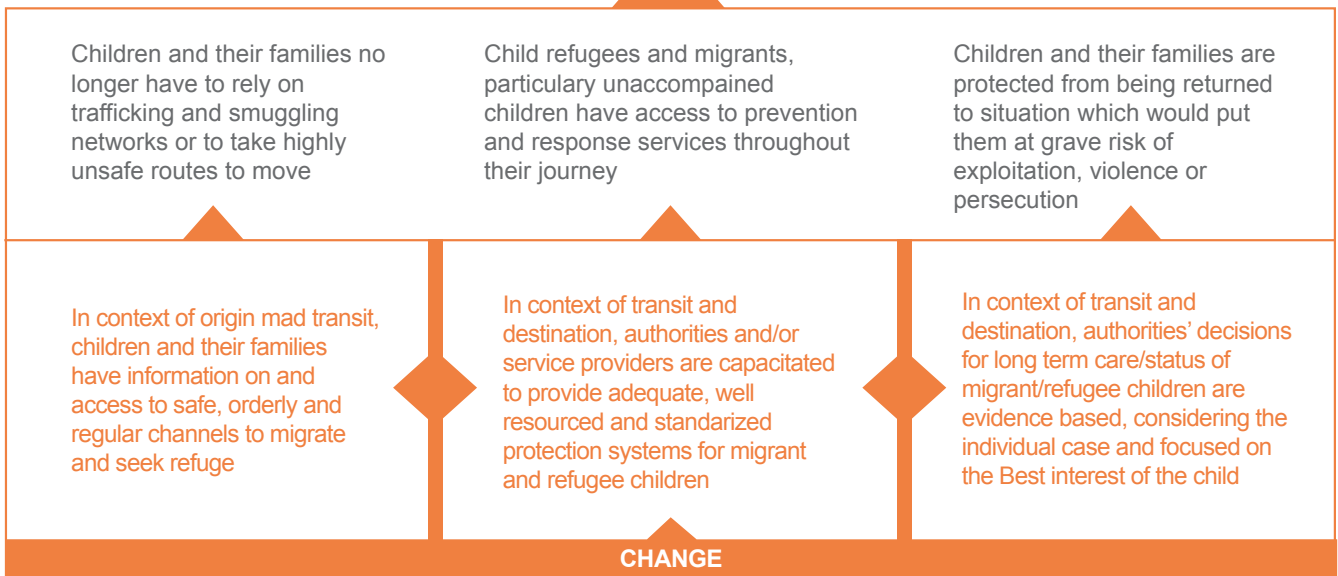 Children and their families no
longer have to rely on
trafficking and smuggling
networks or to take highly
unsafe routes to move
Child refugees and migrants,
particulary unaccompained
children have access to prevention
and response services throughout
their journey
Children and their families are
protected from being returned
to situation which would put
them at grave risk of
exploitation, violence or
persecution
In context of origin mad transit,
children and their families
have information on and
access to safe, orderly and
regular channels to migrate
and seek refuge
In context of transit and
destination, authorities and/or
service providers are capacitated
to provide adequate, well
resourced and standarized
protection systems for migrant
and refugee children
In context of transit and
destination, authorities’ decisions
for long term care/status of
migrant/refugee children are
evidence based, considering the
individual case and focused on
the Best interest of the child
CHANGE